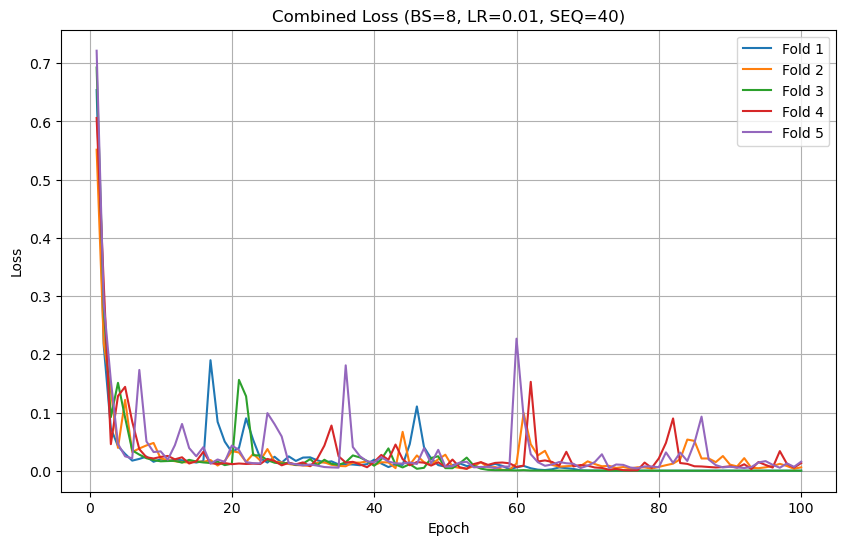 Combined Loss (BS=8, LR=0.01, SEQ=40)
Fold 1
Fold 2
Fold 3
Fold 4
Fold 5
Loss
0.7
0.6
0.5
0.4
0.3
0.2
0.1
0.0
0 20 40 60 80 100
Epoch